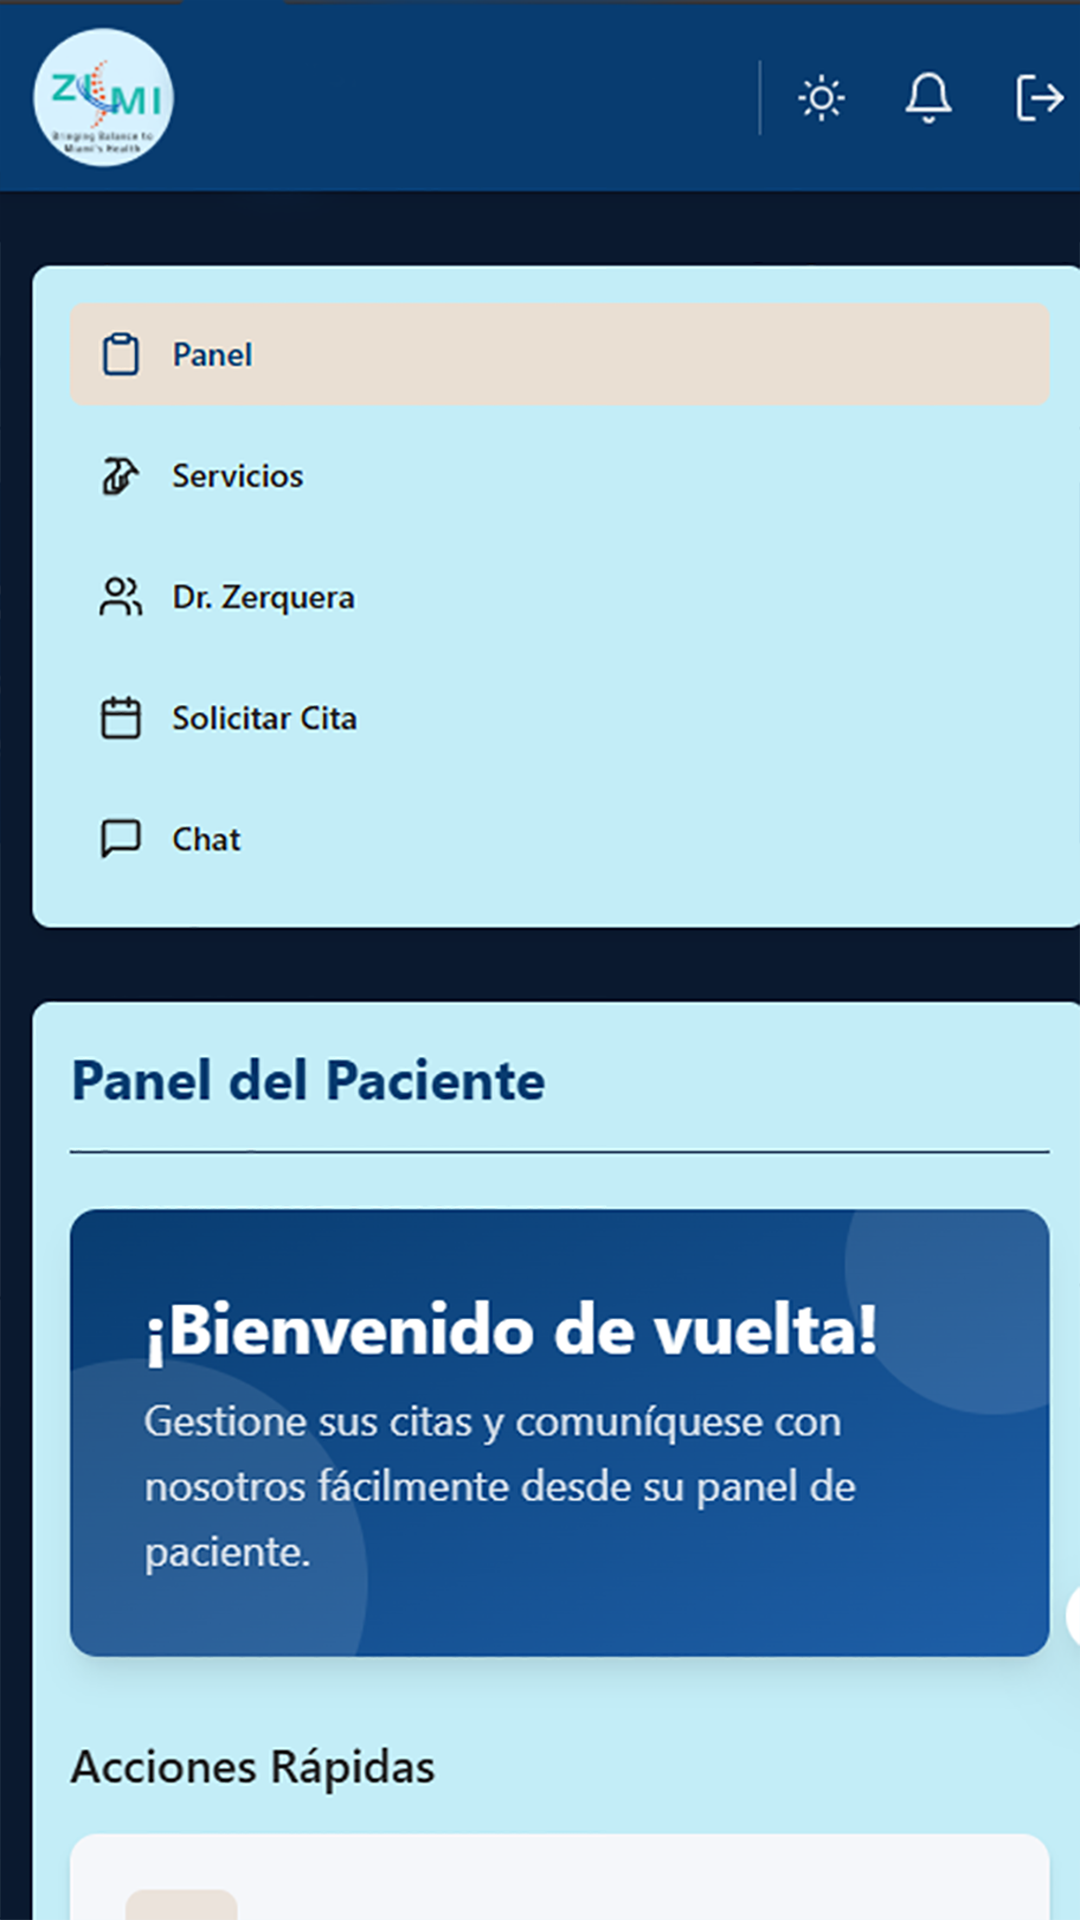 ZIMI
Bringing Balance to
Miami's Health
Panel
Servicios
Dr. Zerquera
Solicitar Cita
Chat
Panel del Paciente
¡Bienvenido de vuelta!
Gestione sus citas y comuníquese con
nosotros fácilmente desde su panel de
paciente.
Acciones Rápidas